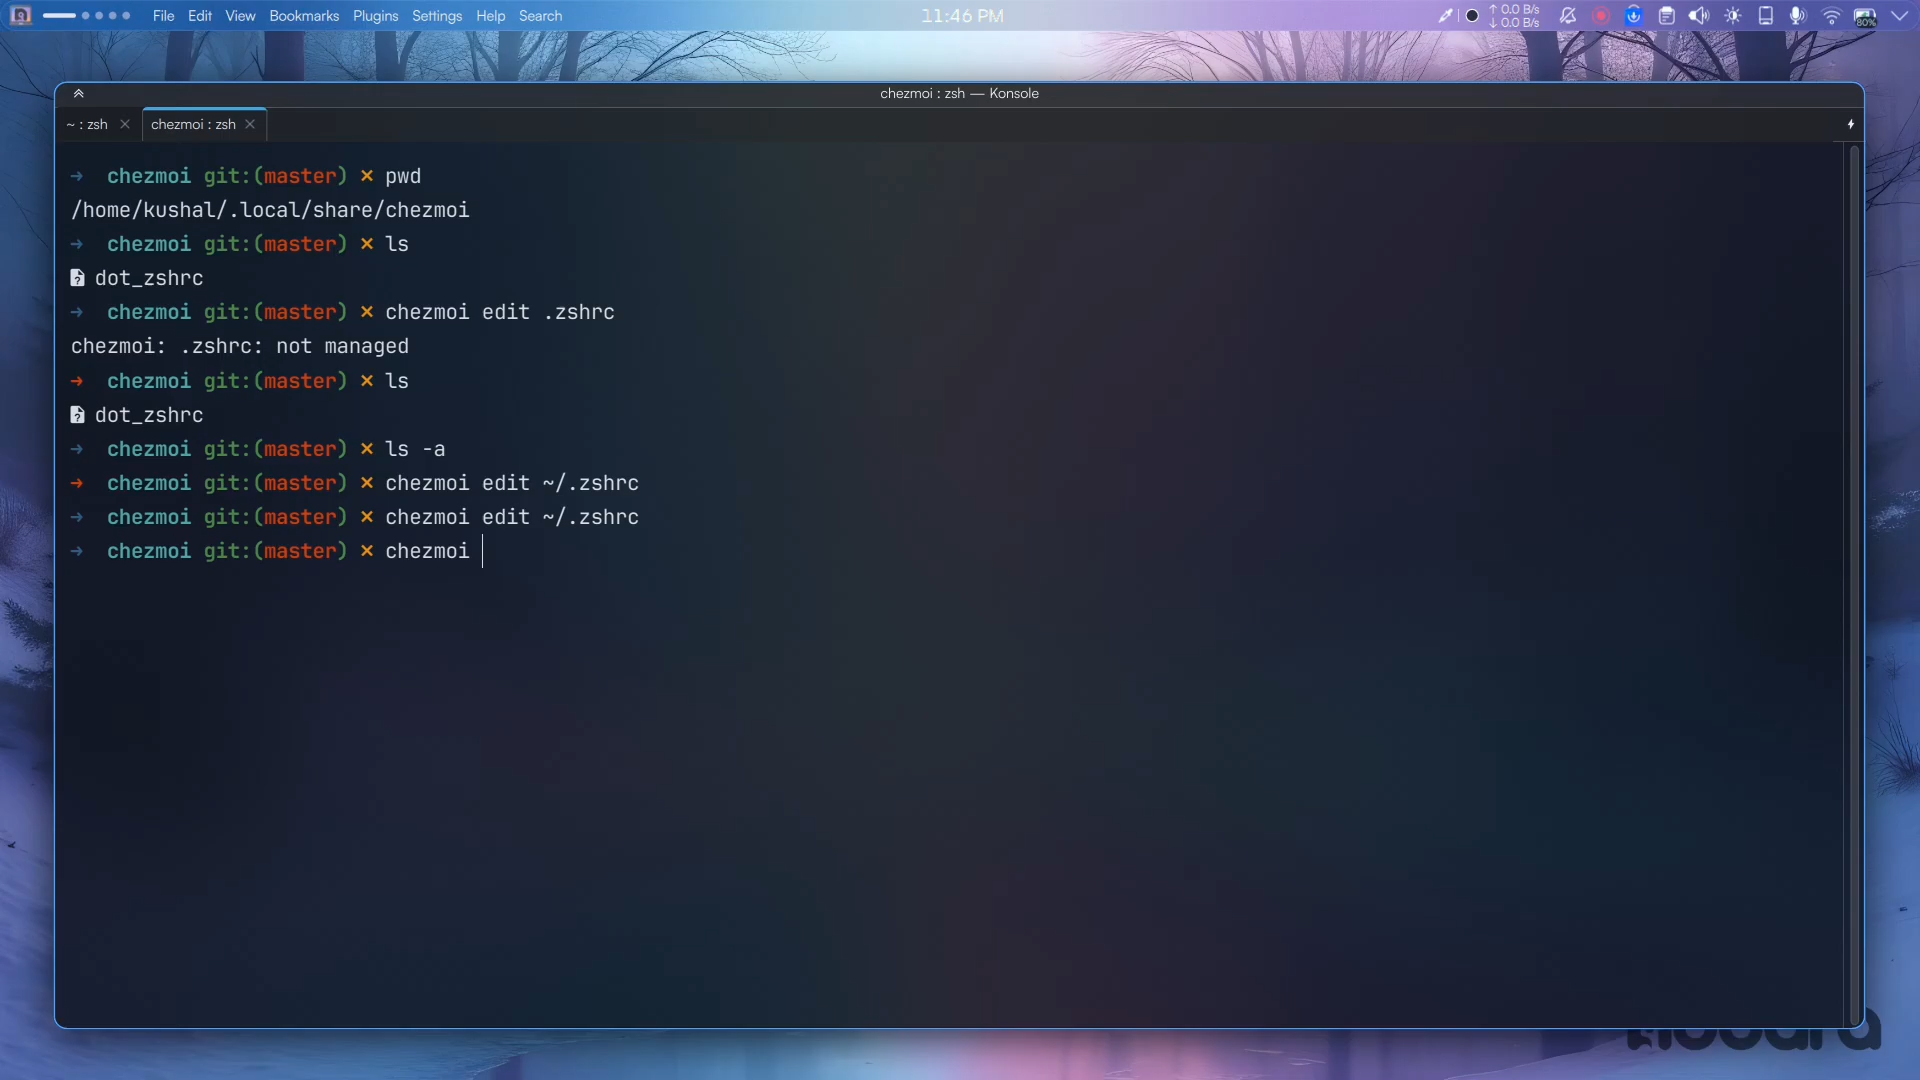 File Edit View Bookmarks Plugins Settings Help Search
11:46 PM
↑ 0.0 B/s
↓ 0.0 B/s
80%
chezmoi : zsh — Konsole
~ : zsh
chezmoi : zsh
→ chezmoi git:(master) × pwd
/home/kushal/.local/share/chezmoi
→ chezmoi git:(master) × ls
dot_zshrc
→ chezmoi git:(master) × chezmoi edit .zshrc
chezmoi: .zshrc: not managed
→ chezmoi git:(master) × ls
dot_zshrc
→ chezmoi git:(master) × ls -a
→ chezmoi git:(master) × chezmoi edit ~/.zshrc
→ chezmoi git:(master) × chezmoi edit ~/.zshrc
→ chezmoi git:(master) × chezmoi